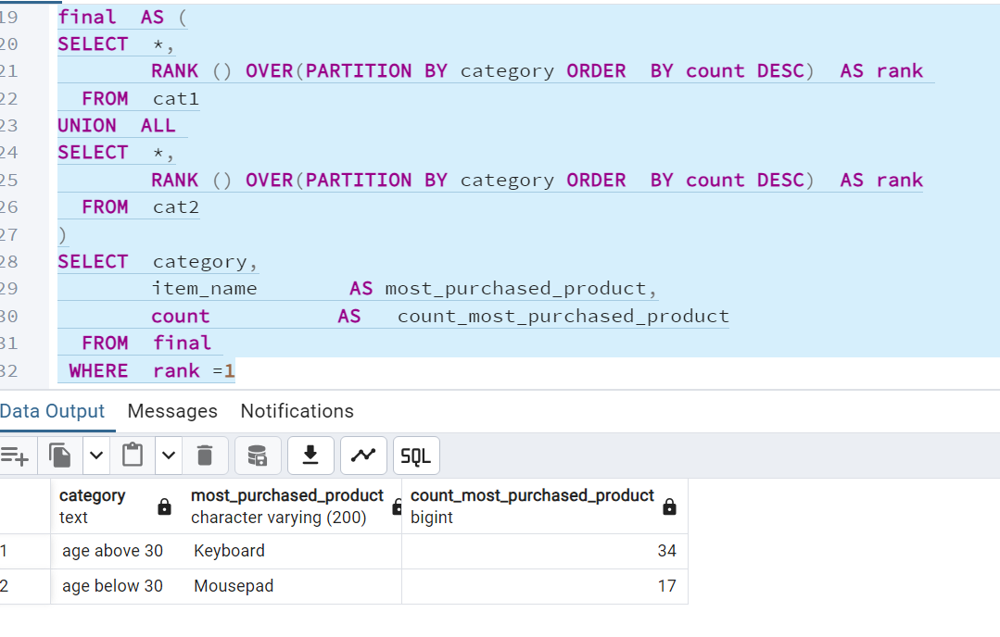 19 final AS (
20 SELECT *,
21 RANK () OVER(PARTITION BY category ORDER BY count DESC) AS rank
22 FROM cat1
23 UNION ALL
24 SELECT *,
25 RANK () OVER(PARTITION BY category ORDER BY count DESC) AS rank
26 FROM cat2
27 )
28 SELECT category,
29 item_name AS most_purchased_product,
30 count AS count_most_purchased_product
31 FROM final
32 WHERE rank =1
Data Output Messages Notifications
SQL
category most_purchased_product count_most_purchased_product
text character varying (200) bigint
1 age above 30 Keyboard 34
2 age below 30 Mousepad 17